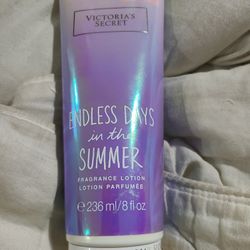 VICTORIA'S
SECRET
ENDLESS DAYS
in the
SUMMER
FRAGRANCE LOTION
LOTION PARFUMÉE
℮ 236 ml/8 fl oz